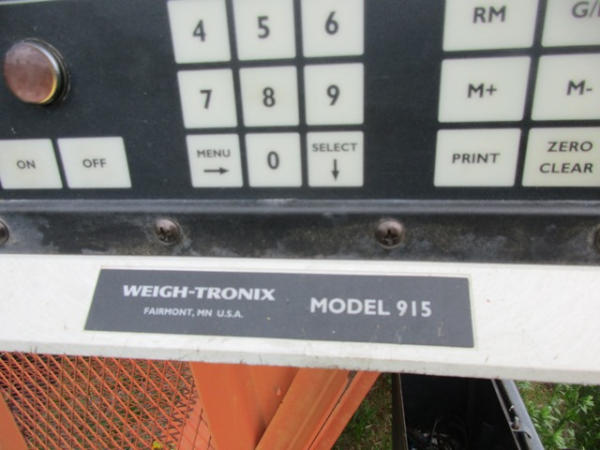 4 5 6 RM G/
7 8 9 M+ M-
ON OFF MENU 0 SELECT PRINT ZERO
CLEAR
WEIGH-TRONIX MODEL 915
FAIRMONT, MN U.S.A.